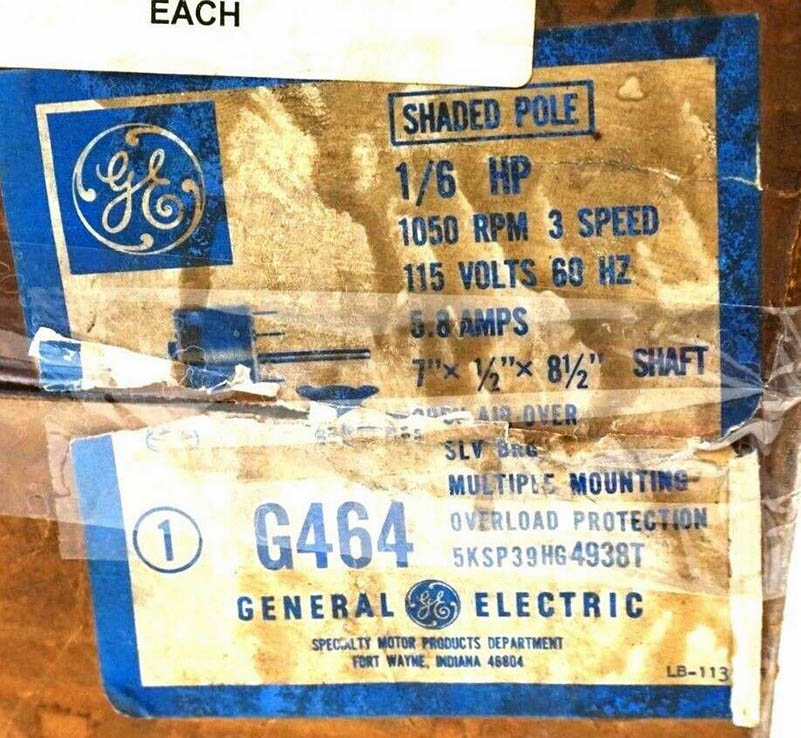 EACH
GE
SHADED POLE
1/6 HP
1050 RPM 3 SPEED
115 VOLTS 60 HZ
5.8 AMPS
7"× ½"× 8½" SHAFT
OPEN AIR OVER
SLV BRG
MULTIPLE MOUNTING
1
G464
OVERLOAD PROTECTION
5KSP39HG4938T
GENERAL GE ELECTRIC
SPECIALTY MOTOR PRODUCTS DEPARTMENT
FORT WAYNE, INDIANA 46804
LB-113